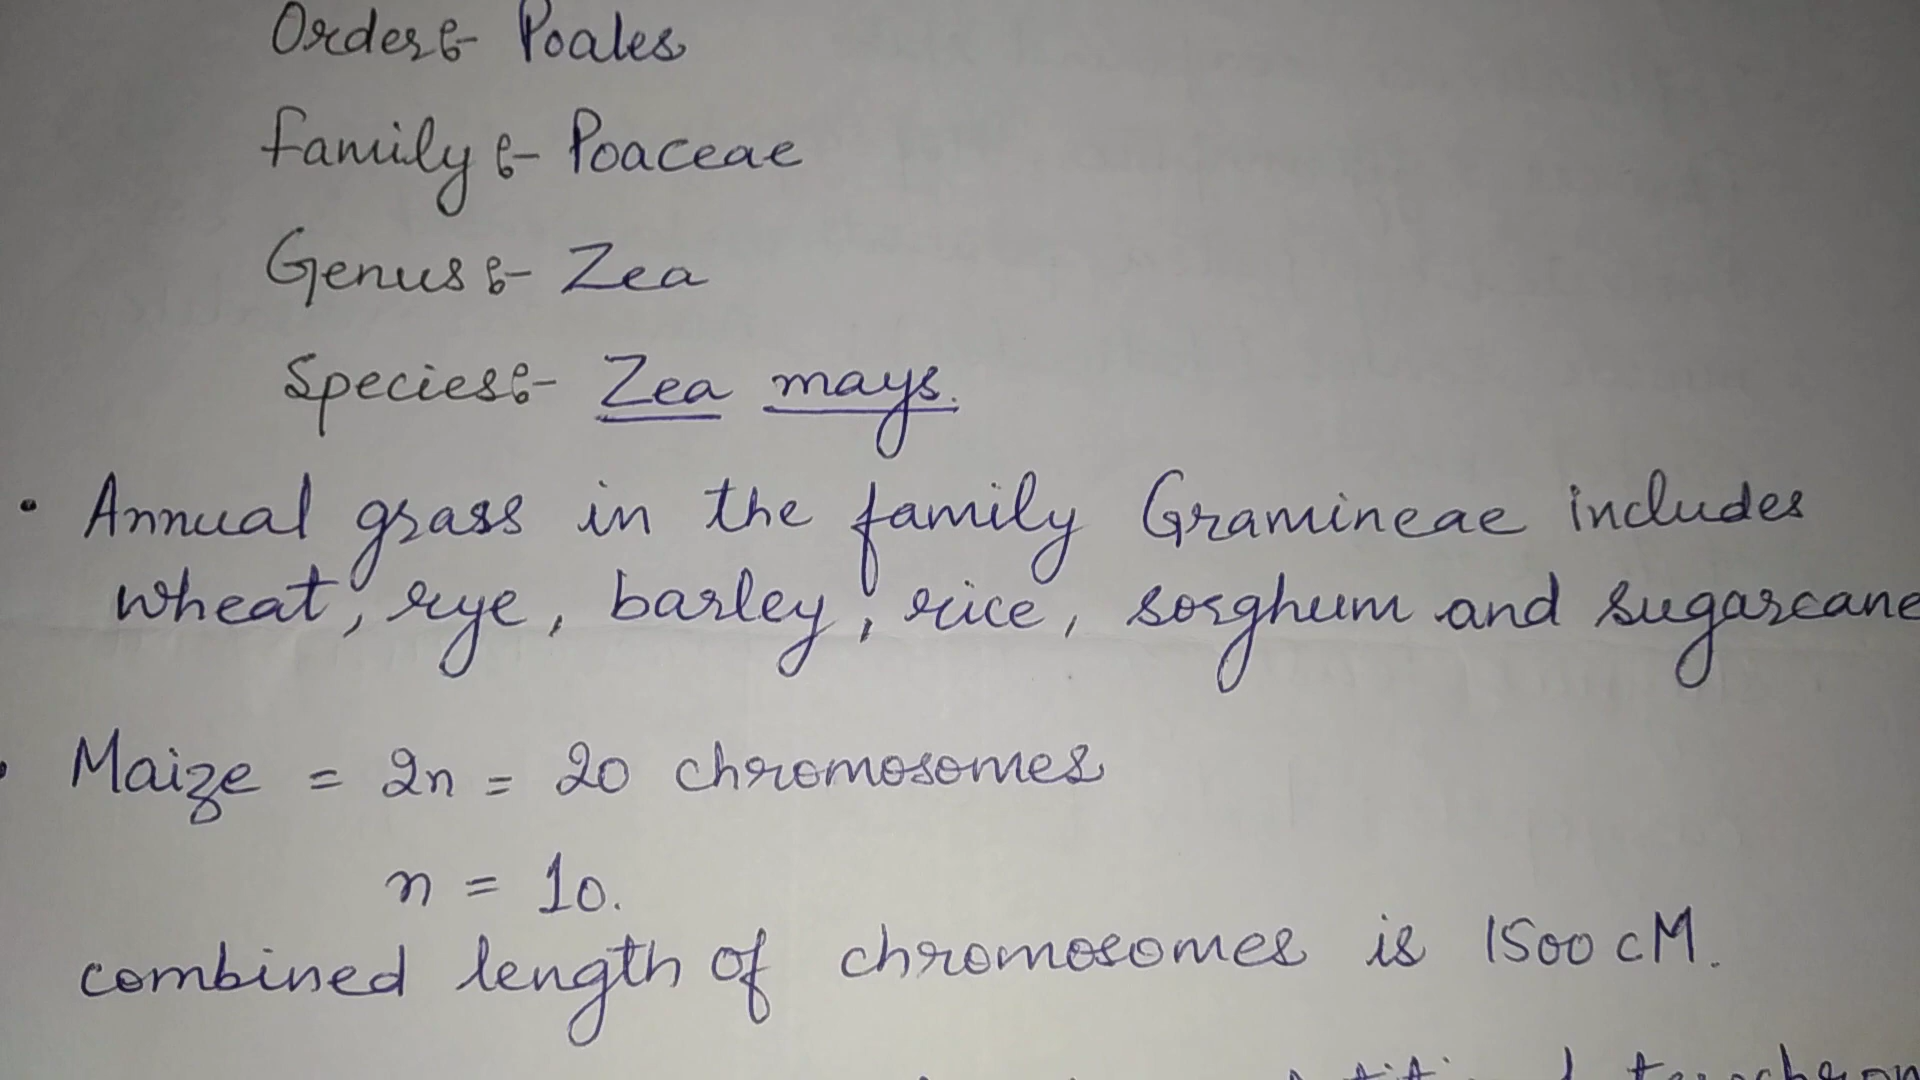 Order :- Poales
Family :- Poaceae
Genus :- Zea
Species :- Zea mays.
• Annual grass in the family Gramineae includes
wheat, rye, barley, rice, sorghum and sugarcane
• Maize = 2n = 20 chromosomes
n = 10.
combined length of chromosomes is 1500 cM.